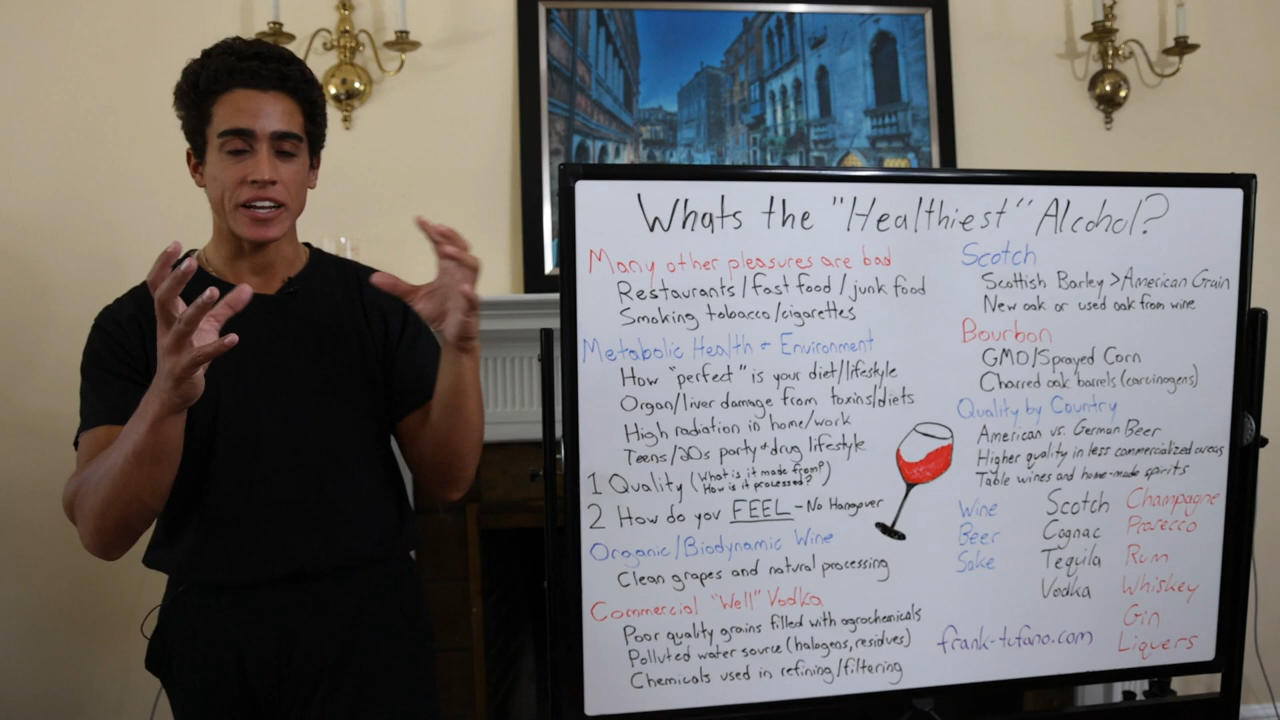 Whats the "Healthiest" Alcohol?
Many other pleasures are bad
Restaurants/fast food/junk food
Smoking tobacco/cigarettes
Metabolic Health + Environment
How "perfect" is your diet/lifestyle
Organ/liver damage from toxins/diets
High radiation in home/work
Teens/20s party+drug lifestyle
1 Quality (What is it made from?
How is it processed?)
2 How do you FEEL - No Hangover
Organic/Biodynamic Wine
Clean grapes and natural processing
Commercial "Well" Vodka
Poor quality grains filled with agrochemicals
Polluted water source (halogens, residues)
Chemicals used in refining/filtering
Scotch
Scottish Barley > American Grain
New oak or used oak from wine
Bourbon
GMO/Sprayed Corn
Charred oak barrels (carcinogens)
Quality by Country
American vs. German Beer
Higher quality in less commercialized areas
Table wines and home-made spirits
Wine
Beer
Sake
Scotch
Cognac
Tequila
Vodka
Champagne
Prosecco
Rum
Whiskey
Gin
Liquers
frank-tufano.com